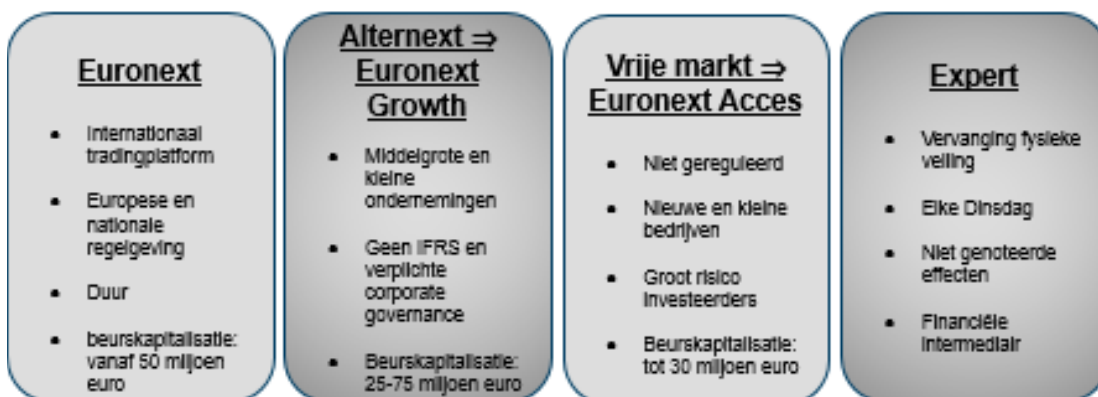 Euronext
Internationaal
tradingplatform
Europese en
nationale
regelgeving
Duur
beurskapitalisatie:
vanaf 50 miljoen
euro
Alternext ⇒
Euronext
Growth
Middelgrote en
kleine
ondernemingen
Geen IFRS en
verplichte
corporate
governance
Beurskapitalisatie:
25-75 miljoen euro
Vrije markt ⇒
Euronext Acces
Niet gereguleerd
Nieuwe en kleine
bedrijven
Groot risico
investeerders
Beurskapitalisatie:
tot 30 miljoen euro
Expert
Vervanging fysieke
veiling
Elke Dinsdag
Niet genoteerde
effecten
Financiële
intermediair